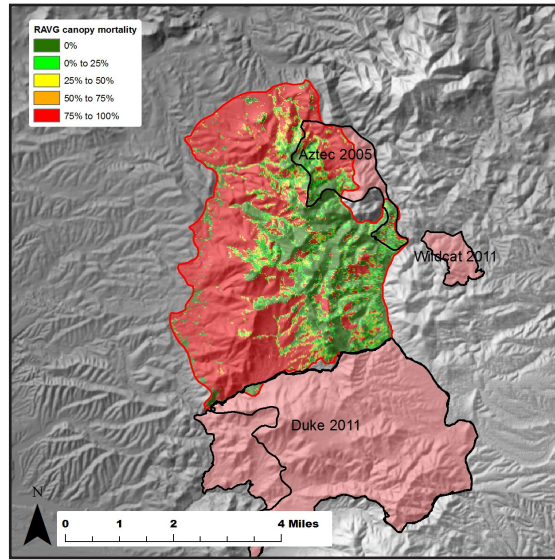 RAVG canopy mortality
0%
0% to 25%
25% to 50%
50% to 75%
75% to 100%
Aztec 2005
Wildcat 2011
Duke 2011
N
0 1 2 4 Miles